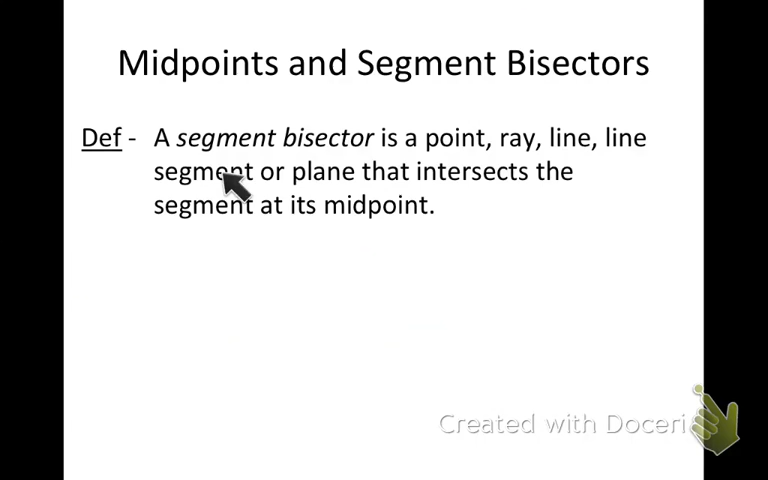 Midpoints and Segment Bisectors
Def - A segment bisector is a point, ray, line, line
segment or plane that intersects the
segment at its midpoint.
Created with Doceri